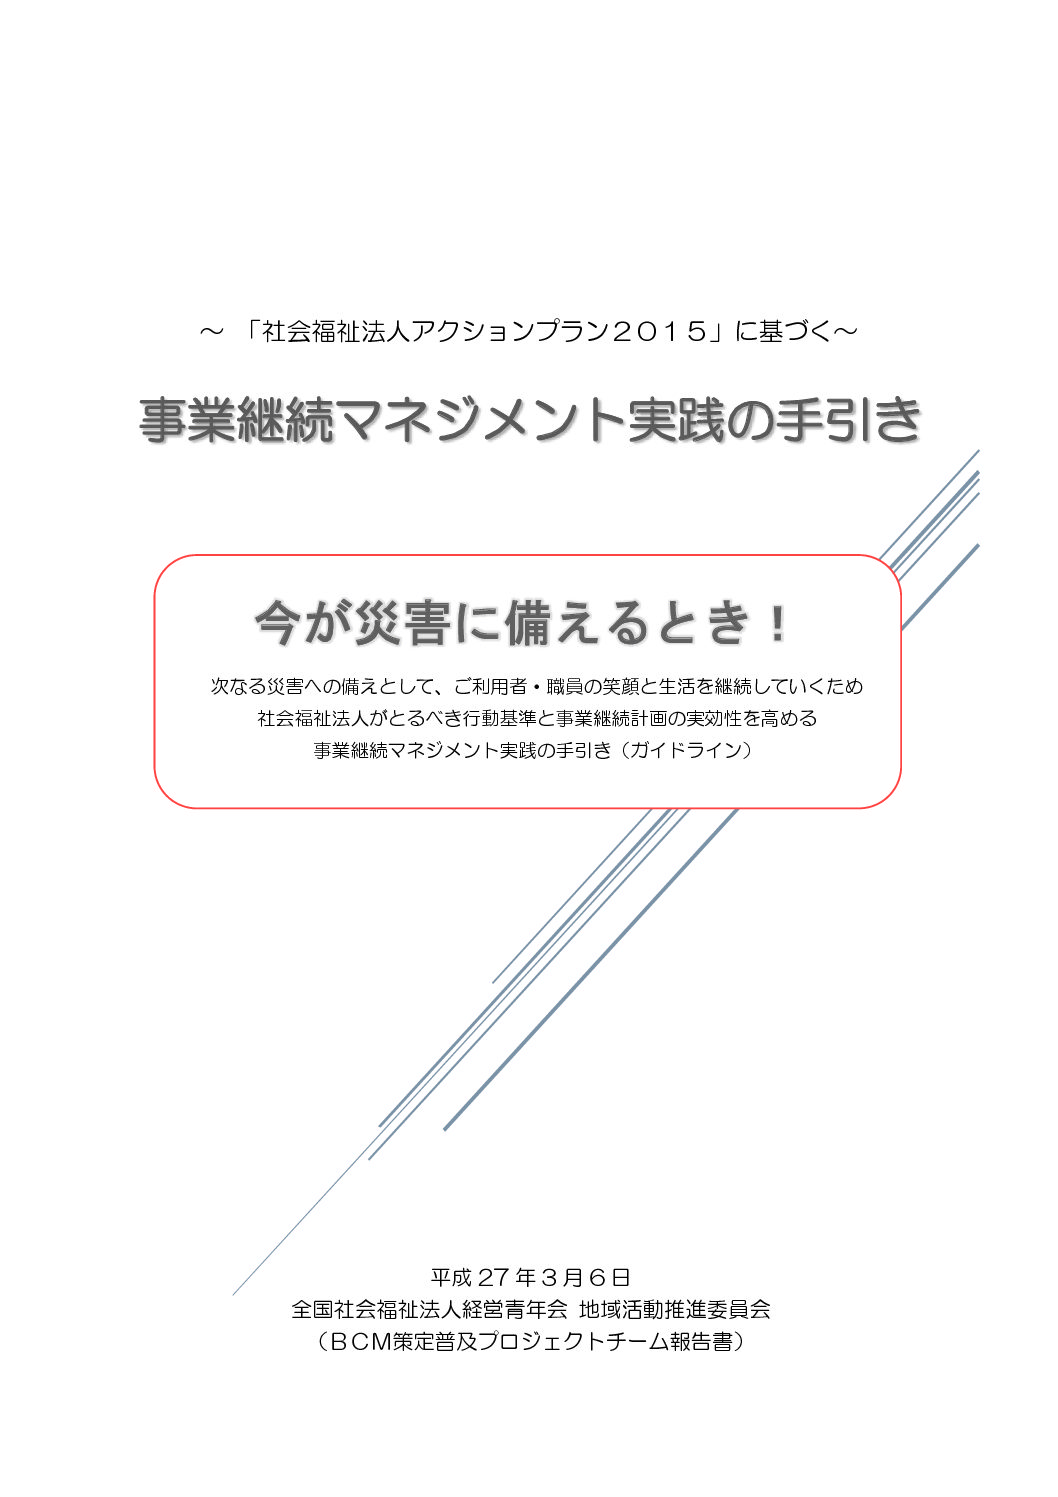 ～ 「社会福祉法人アクションプラン２０１５」に基づく～
事業継続マネジメント実践の手引き
今が災害に備えるとき！
次なる災害への備えとして、ご利用者・職員の笑顔と生活を継続していくため
社会福祉法人がとるべき行動基準と事業継続計画の実効性を高める
事業継続マネジメント実践の手引き（ガイドライン）
平成 27 年３月６日
全国社会福祉法人経営青年会 地域活動推進委員会
（ＢＣＭ策定普及プロジェクトチーム報告書）